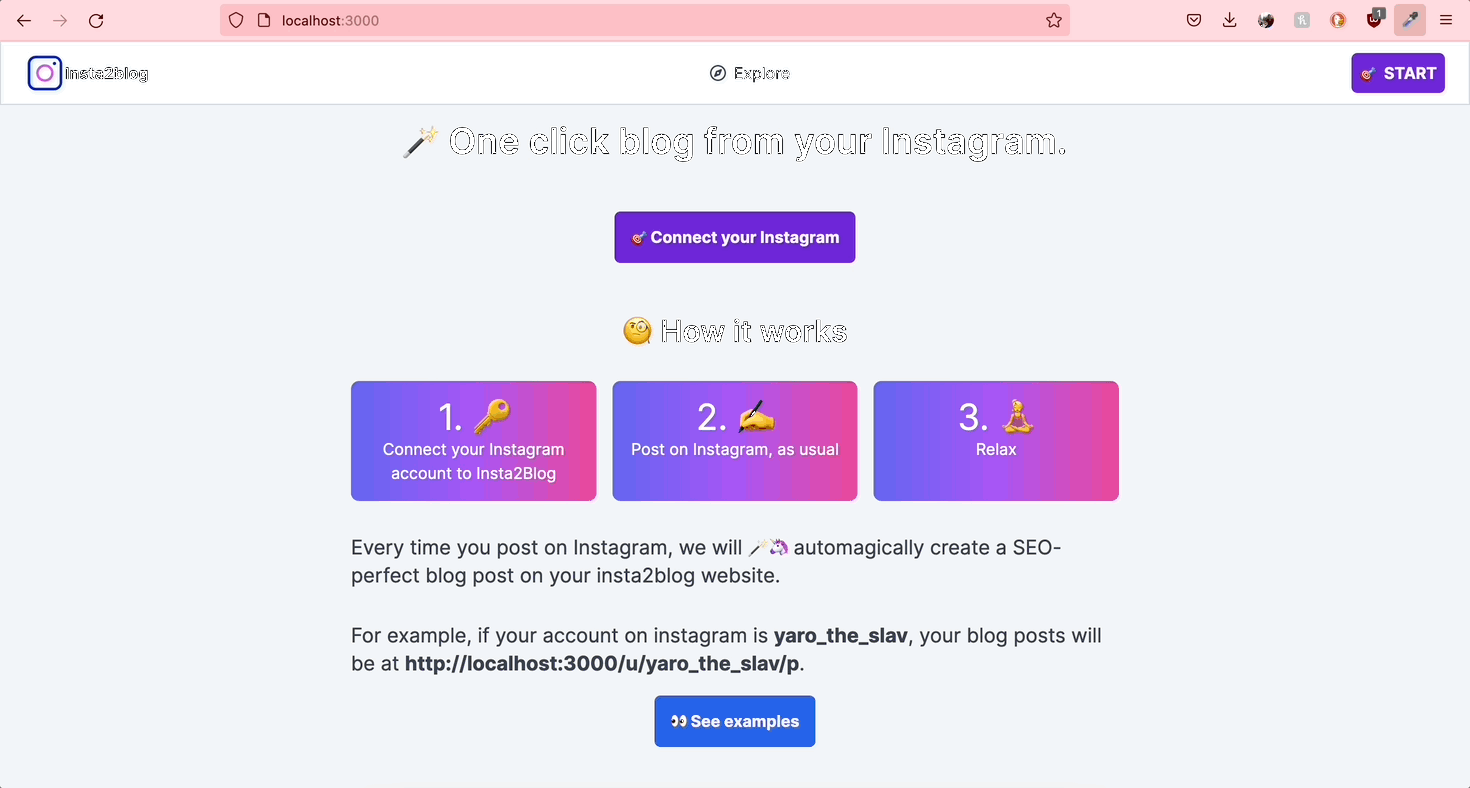 localhost:3000
1
Insta2blog
Explore
START
One click blog from your Instagram.
Connect your Instagram
How it works
1.
Connect your Instagram
account to Insta2Blog
2.
Post on Instagram, as usual
3.
Relax
Every time you post on Instagram, we will 🪄🦄 automagically create a SEO-
perfect blog post on your insta2blog website.
For example, if your account on instagram is yaro_the_slav, your blog posts will
be at http://localhost:3000/u/yaro_the_slav/p.
See examples